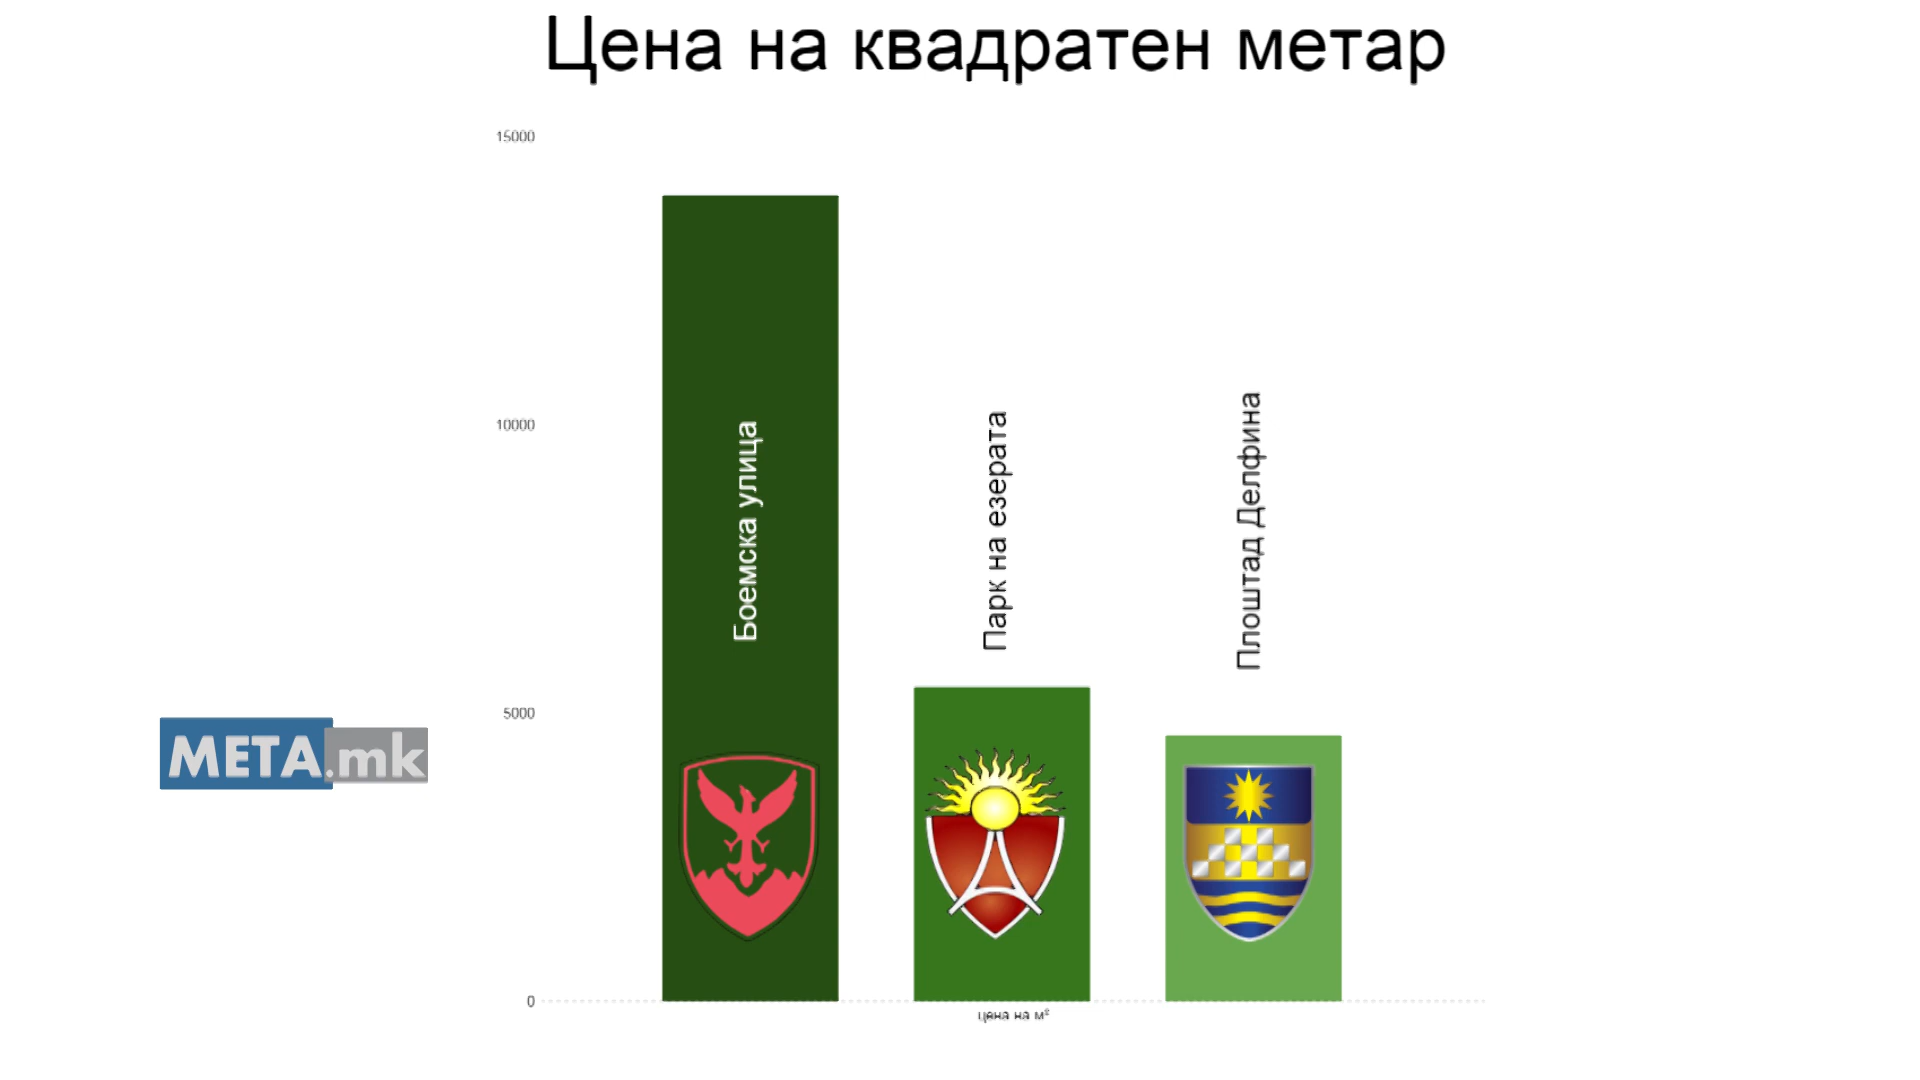 Цена на квадратен метар
15000
10000
5000
0
Боемска улица
Парк на езерата
Плоштад Делфина
цена на м²
META.mk